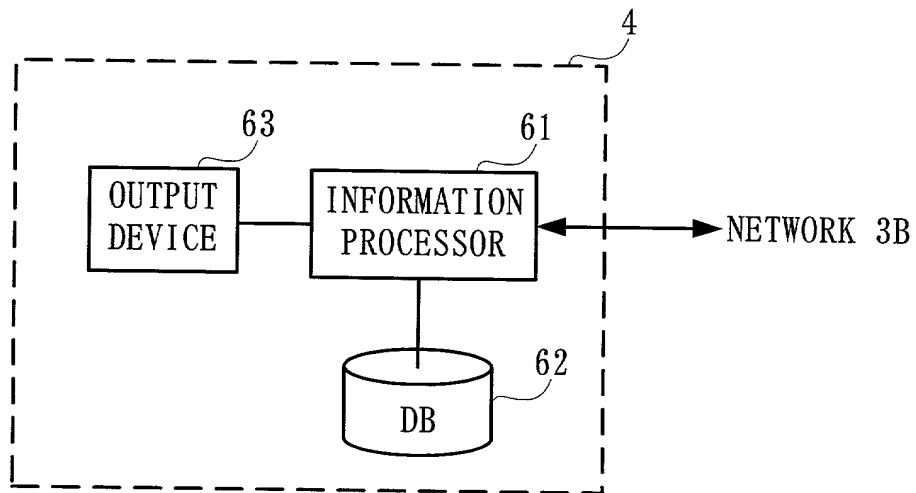 4
63
61
OUTPUT
DEVICE
INFORMATION
PROCESSOR
NETWORK 3B
62
DB